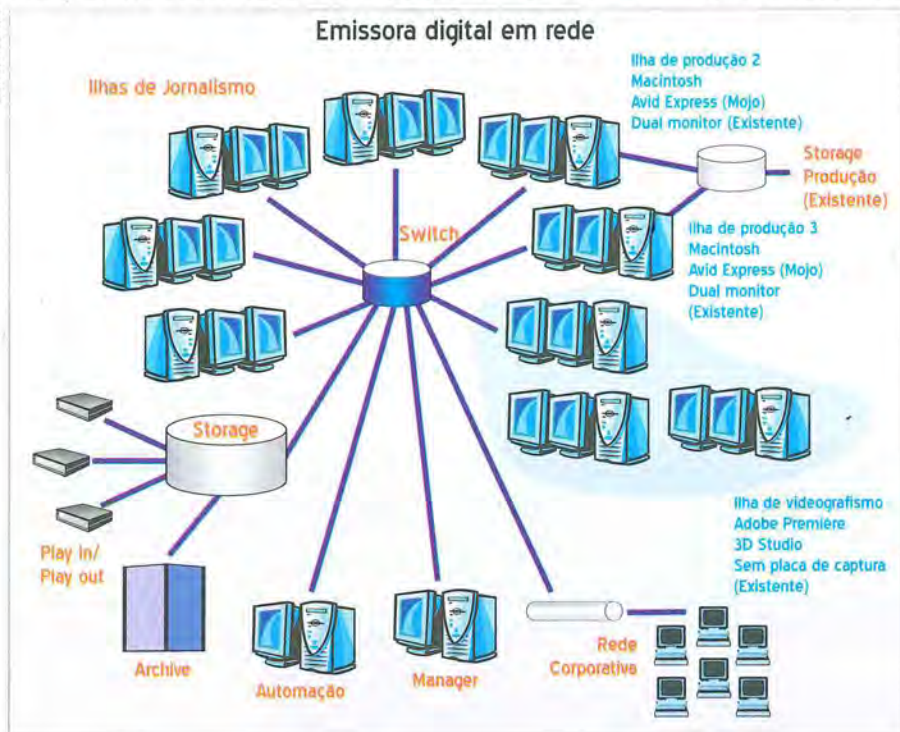 Emissora digital em rede
Ilhas de Jornalismo
Ilha de produção 2
Macintosh
Avid Express (Mojo)
Dual monitor (Existente)
Storage
Produção
(Existente)
Switch
Ilha de produção 3
Macintosh
Avid Express (Mojo)
Dual monitor
(Existente)
Storage
Play in/
Play out
Archive
Automação
Manager
Rede
Corporativa
Ilha de videografismo
Adobe Première
3D Studio
Sem placa de captura
(Existente)